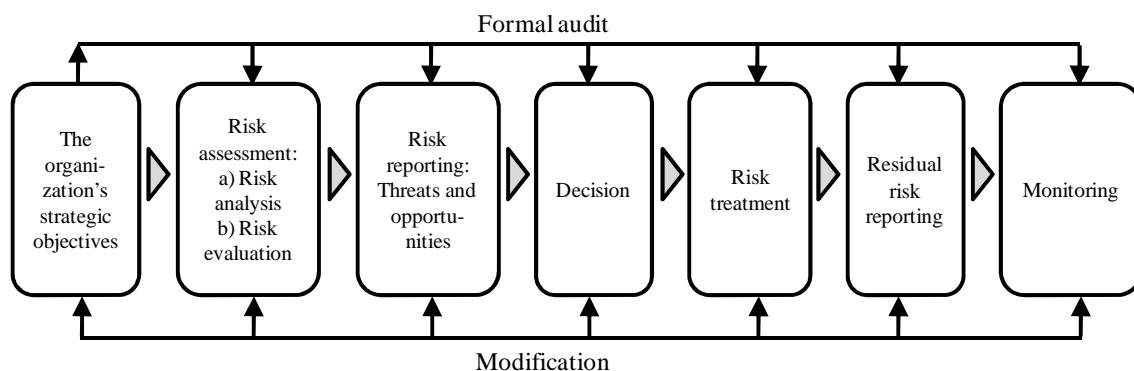 Formal audit
The
organi-
zation's
strategic
objectives
Risk
assessment:
a) Risk
analysis
b) Risk
evaluation
Risk
reporting:
Threats and
opportu-
nities
Decision
Risk
treatment
Residual
risk
reporting
Monitoring
Modification